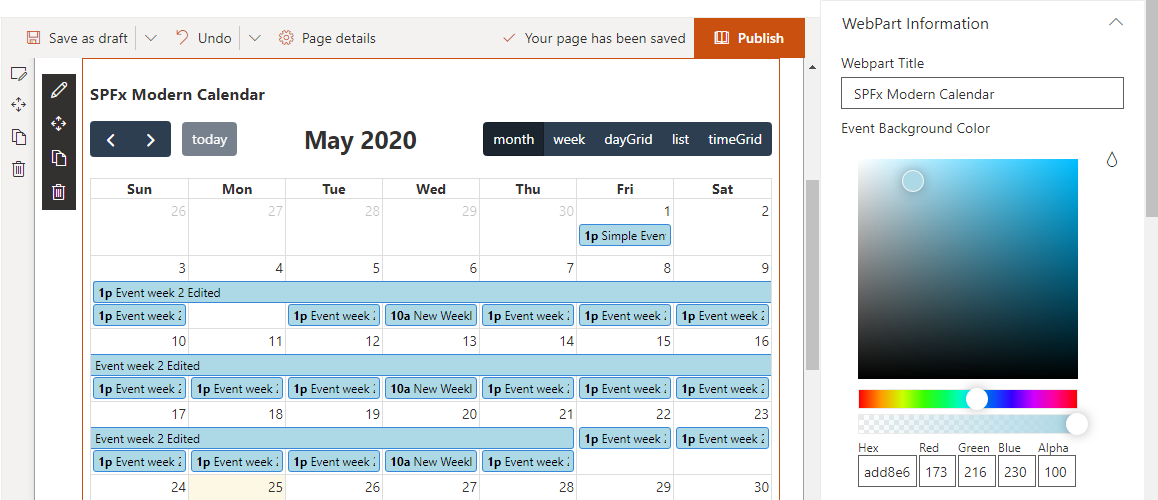 Save as draft Undo Page details Your page has been saved Publish
SPFx Modern Calendar
today May 2020 month week dayGrid list timeGrid
Sun Mon Tue Wed Thu Fri Sat
26 27 28 29 30 1 2
1p Simple Even
3 4 5 6 7 8 9
1p Event week 2 Edited
1p Event week 2 1p Event week 2 10a New Weekl 1p Event week 2 1p Event week 2 1p Event week 2
10 11 12 13 14 15 16
Event week 2 Edited
1p Event week 2 1p Event week 2 1p Event week 2 10a New Weekl 1p Event week 2 1p Event week 2 1p Event week 2
17 18 19 20 21 22 23
Event week 2 Edited 1p Event week 2 1p Event week 2
1p Event week 2 1p Event week 2 1p Event week 2 10a New Weekl 1p Event week 2
24 25 26 27 28 29 30
WebPart Information
Webpart Title
SPFx Modern Calendar
Event Background Color
Hex Red Green Blue Alpha
add8e6 173 216 230 100